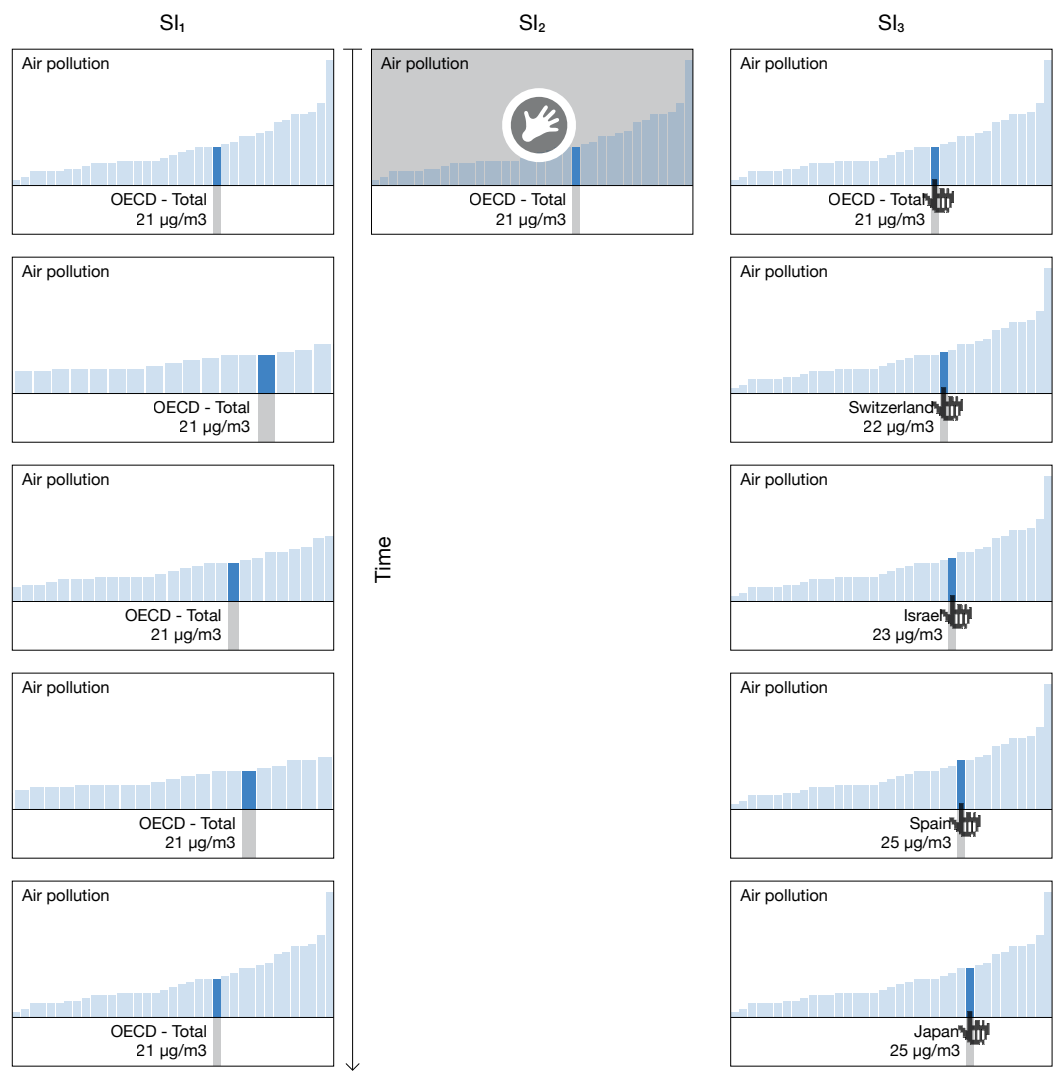 SI₁
SI₂
SI₃
Air pollution
OECD - Total
21 µg/m3
Air pollution
OECD - Total
21 µg/m3
Air pollution
OECD - Total
21 µg/m3
Air pollution
OECD - Total
21 µg/m3
Air pollution
Switzerland
22 µg/m3
Air pollution
OECD - Total
21 µg/m3
Time
Air pollution
Israel
23 µg/m3
Air pollution
OECD - Total
21 µg/m3
Air pollution
Spain
25 µg/m3
Air pollution
OECD - Total
21 µg/m3
Air pollution
Japan
25 µg/m3